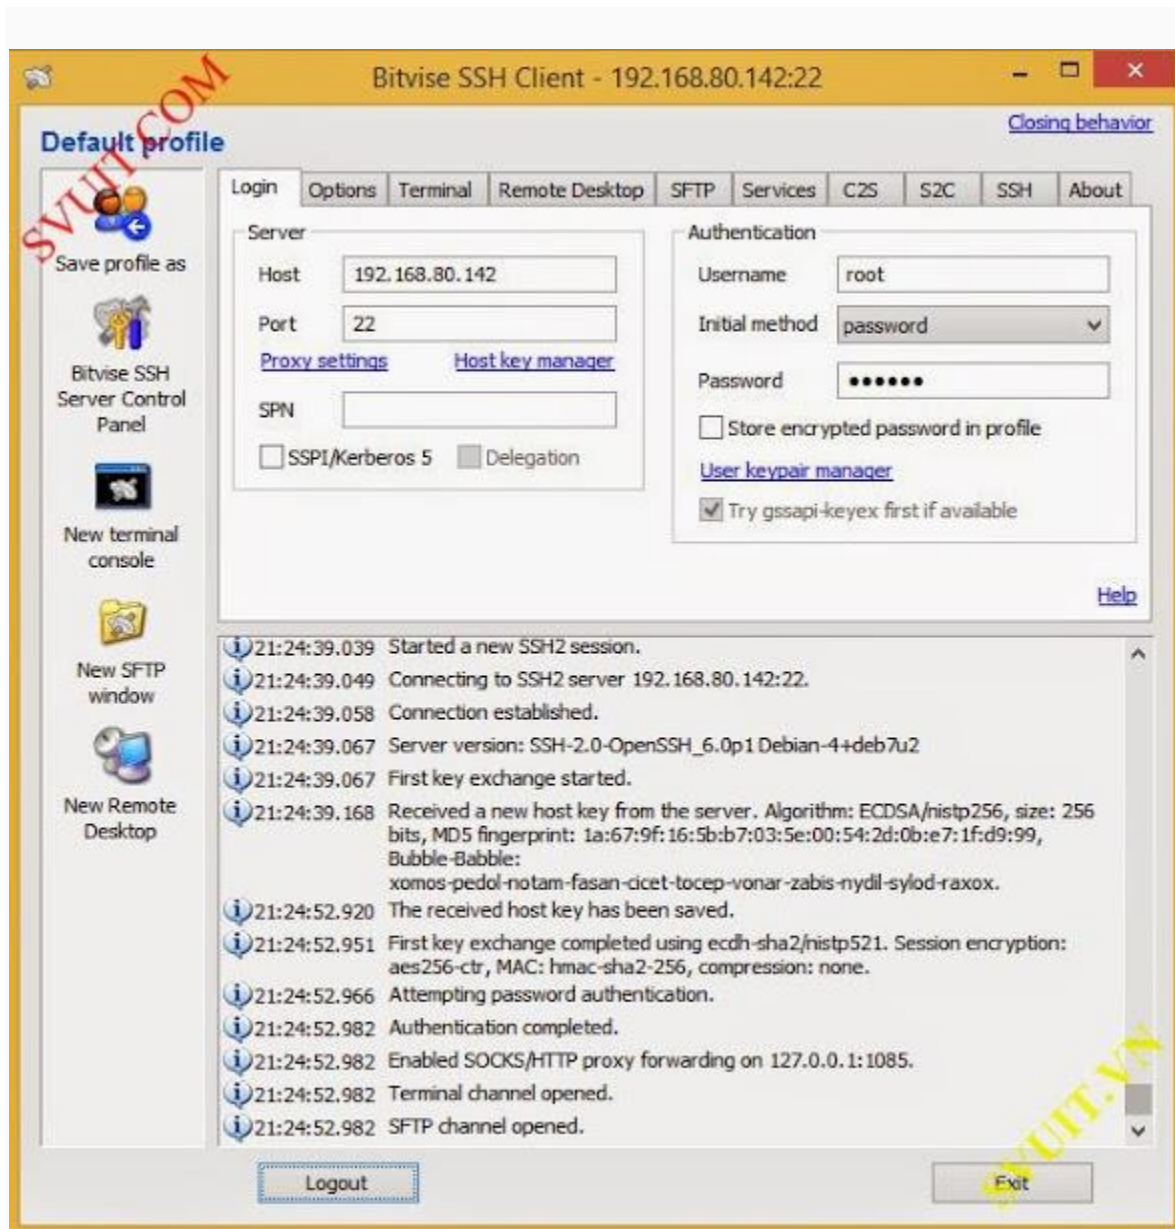 Bitvise SSH Client - 192.168.80.142:22
SVUIT.COM
Default profile
Closing behavior
Save profile as
Bitvise SSH
Server Control
Panel
New terminal
console
New SFTP
window
New Remote
Desktop
Login Options Terminal Remote Desktop SFTP Services C2S S2C SSH About
Server
Host 192.168.80.142
Port 22
Proxy settings Host key manager
SPN
SSPI/Kerberos 5 Delegation
Authentication
Username root
Initial method password
Password ●●●●●●
Store encrypted password in profile
User keypair manager
Try gssapi-keyex first if available
Help
21:24:39.039 Started a new SSH2 session.
21:24:39.049 Connecting to SSH2 server 192.168.80.142:22.
21:24:39.058 Connection established.
21:24:39.067 Server version: SSH-2.0-OpenSSH_6.0p1 Debian-4+deb7u2
21:24:39.067 First key exchange started.
21:24:39.168 Received a new host key from the server. Algorithm: ECDSA/nistp256, size: 256
bits, MD5 fingerprint: 1a:67:9f:16:5b:b7:03:5e:00:54:2d:0b:e7:1f:d9:99,
Bubble-Babble:
xomos-pedol-notam-fasan-cicet-tocep-vonar-zabis-nydil-sylod-raxox.
21:24:52.920 The received host key has been saved.
21:24:52.951 First key exchange completed using ecdh-sha2/nistp521. Session encryption:
aes256-ctr, MAC: hmac-sha2-256, compression: none.
21:24:52.966 Attempting password authentication.
21:24:52.982 Authentication completed.
21:24:52.982 Enabled SOCKS/HTTP proxy forwarding on 127.0.0.1:1085.
21:24:52.982 Terminal channel opened.
21:24:52.982 SFTP channel opened.
SVUIT.VN
Logout Exit